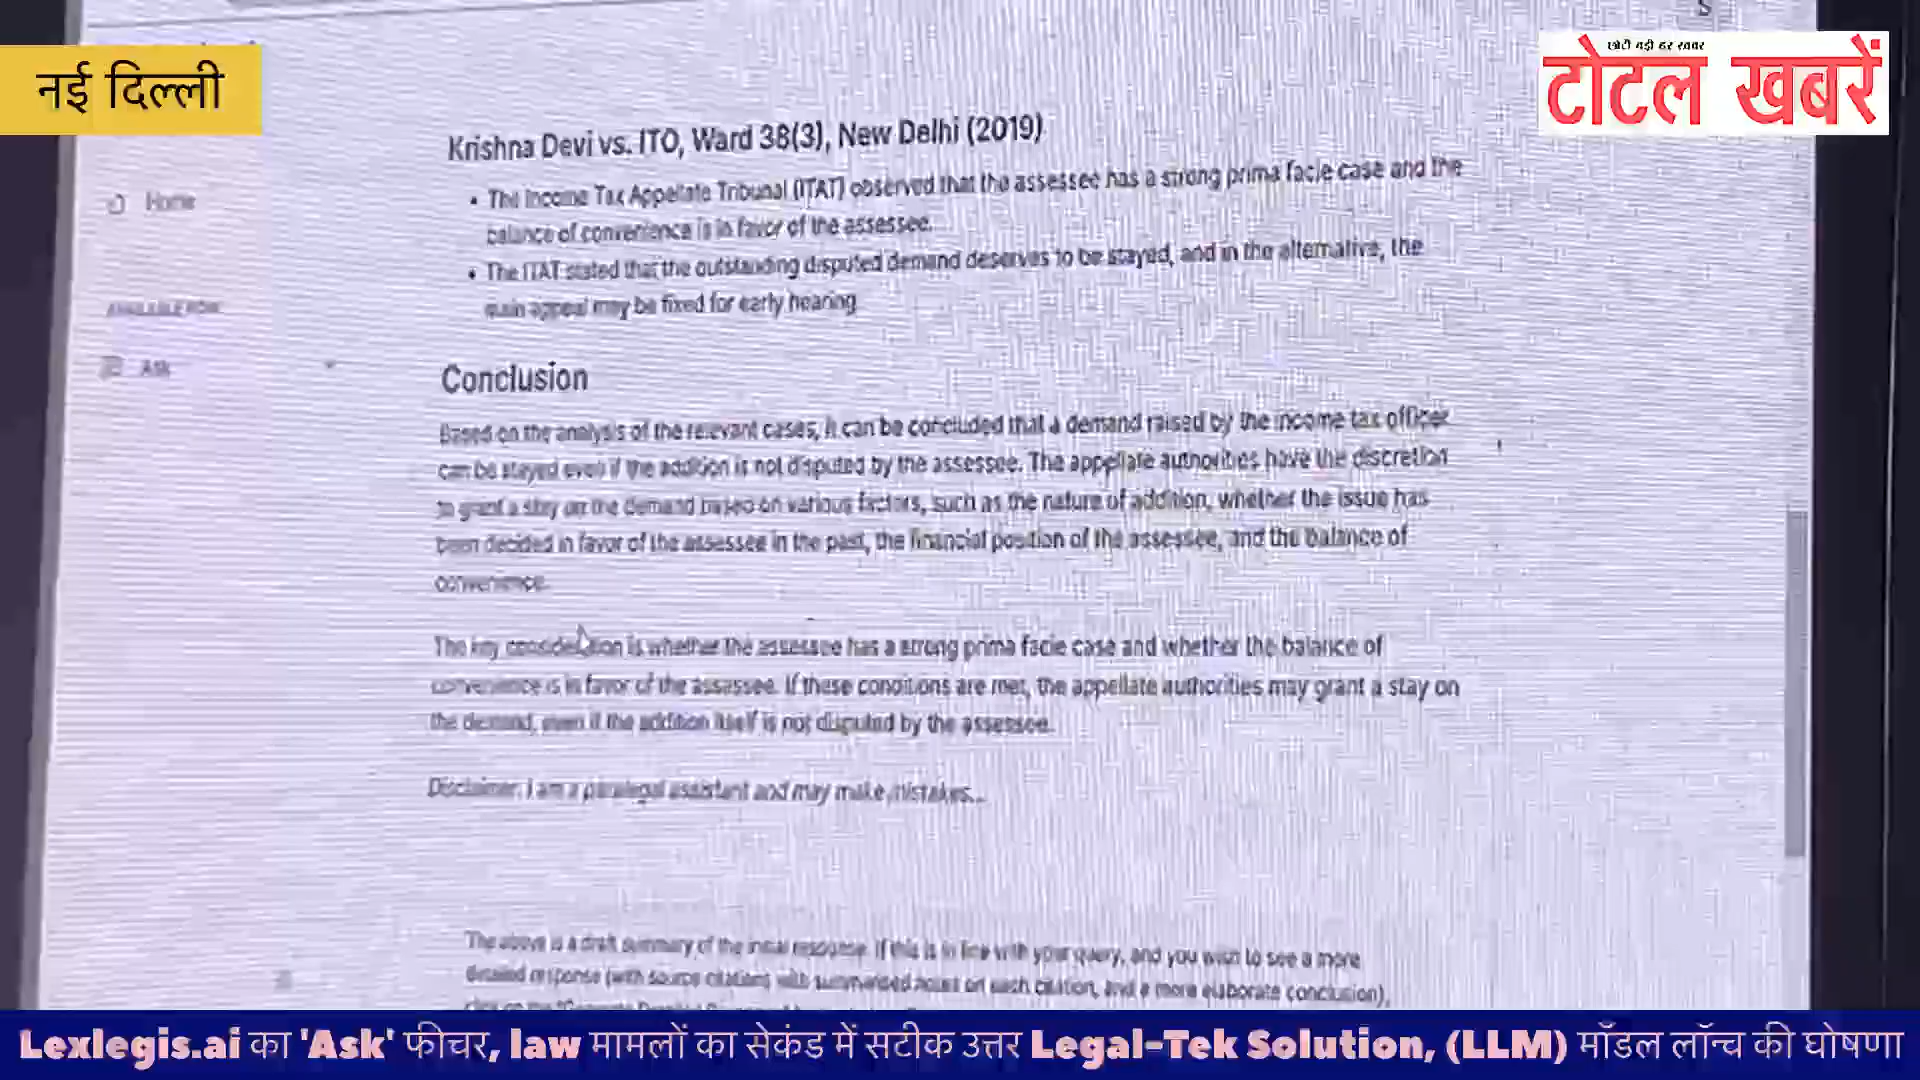 S
नई दिल्ली
छोटी बड़ी हर खबर
टोटल खबरें
Home
AVAILABLE NOW
Ask
Krishna Devi vs. ITO, Ward 38(3), New Delhi (2019)
• The Income Tax Appellate Tribunal (ITAT) observed that the assessee has a strong prima facie case and the
balance of convenience is in favor of the assessee.
• The ITAT stated that the outstanding disputed demand deserves to be stayed, and in the alternative, the
main appeal may be fixed for early hearing
Conclusion
Based on the analysis of the relevant cases, it can be concluded that a demand raised by the income tax officer
can be stayed even if the addition is not disputed by the assessee. The appellate authorities have the discretion
to grant a stay on the demand based on various factors, such as the nature of addition, whether the issue has
been decided in favor of the assessee in the past, the financial position of the assessee, and the balance of
convenience.
The key consideration is whether the assessee has a strong prima facie case and whether the balance of
convenience is in favor of the assessee. If these conditions are met, the appellate authorities may grant a stay on
the demand, even if the addition itself is not disputed by the assessee.
Disclaimer: I am a paralegal assistant and may make mistakes...
The above is a draft summary of the initial response. If this is in line with your query, and you wish to see a more
detailed response (with source citations with summarised notes on each citation, and a more elaborate conclusion),
Lexlegis.ai का 'Ask' फीचर, law मामलों का सेकंड में सटीक उत्तर Legal-Tek Solution, (LLM) मॉडल लॉन्च की घोषणा